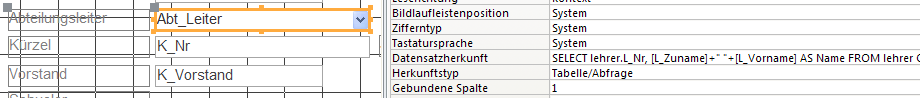 Abteilungsleiter Abt_Leiter
Kürzel K_Nr
Vorstand K_Vorstand
Bildlaufleistenposition System
Zifferntyp System
Tastatursprache System
Datensatzherkunft SELECT lehrer.L_Nr, [L_Zuname]+" "+[L_Vorname] AS Name FROM lehrer
Herkunftstyp Tabelle/Abfrage
Gebundene Spalte 1